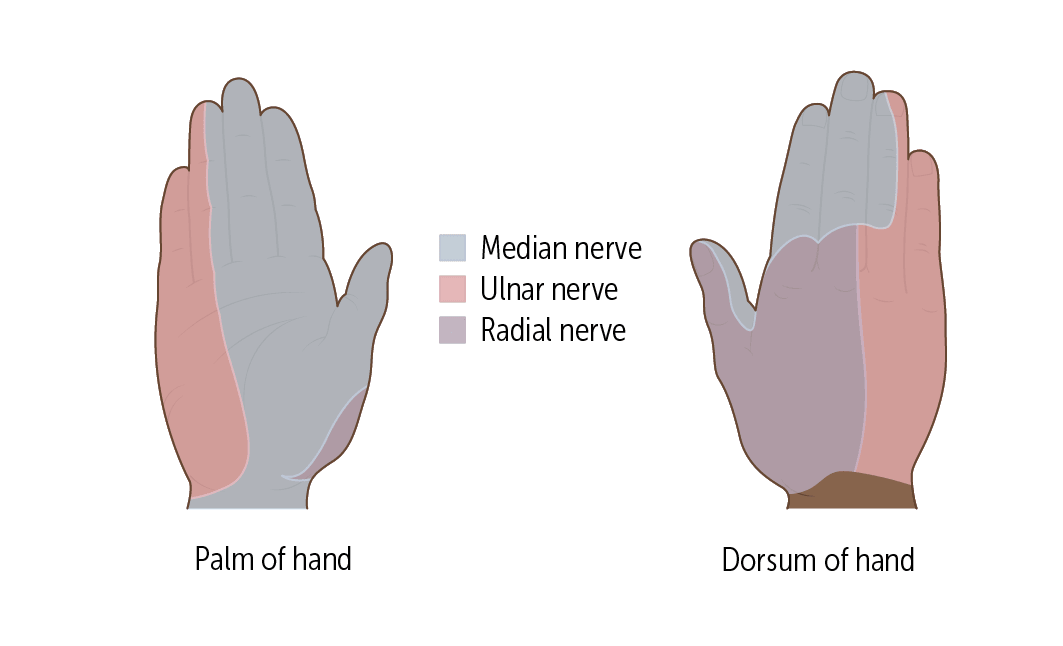 Median nerve
Ulnar nerve
Radial nerve
Palm of hand
Dorsum of hand